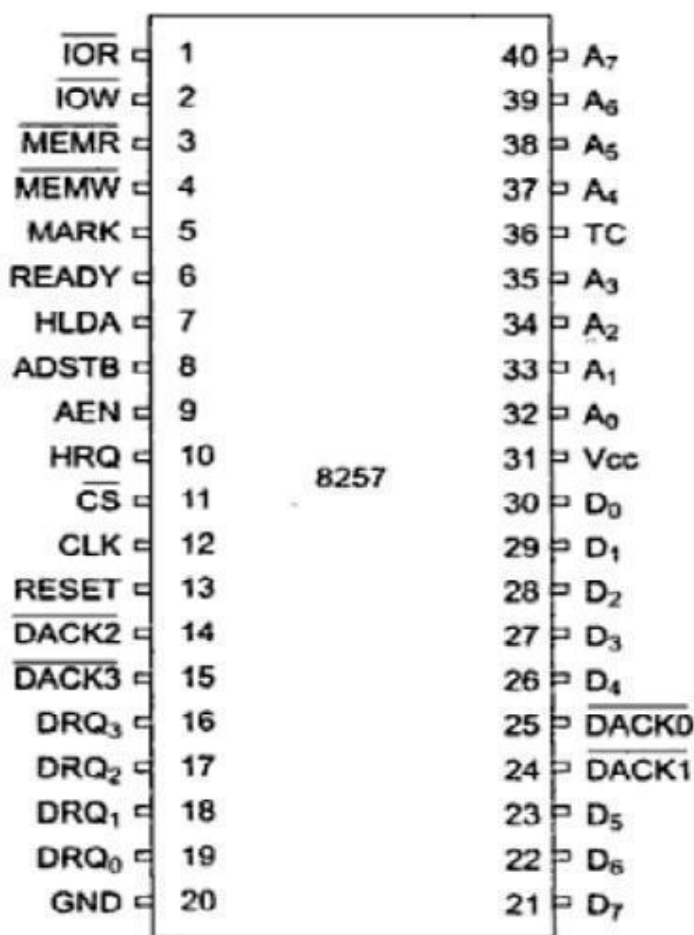 IOR 1 40 A7
IOW 2 39 A6
MEMR 3 38 A5
MEMW 4 37 A4
MARK 5 36 TC
READY 6 35 A3
HLDA 7 34 A2
ADSTB 8 33 A1
AEN 9 32 A0
HRQ 10 31 Vcc
8257
CS 11 30 D0
CLK 12 29 D1
RESET 13 28 D2
DACK2 14 27 D3
DACK3 15 26 D4
DRQ3 16 25 DACK0
DRQ2 17 24 DACK1
DRQ1 18 23 D5
DRQ0 19 22 D6
GND 20 21 D7